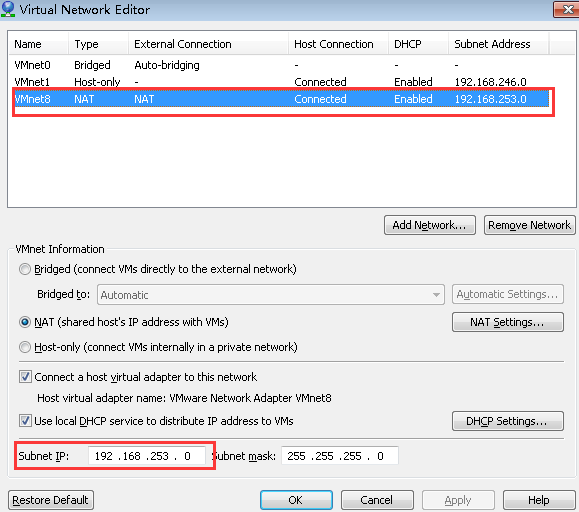 Virtual Network Editor
Name Type External Connection Host Connection DHCP Subnet Address
VMnet0 Bridged Auto-bridging - - -
VMnet1 Host-only - Connected Enabled 192.168.246.0
VMnet8 NAT NAT Connected Enabled 192.168.253.0
Add Network... Remove Network
VMnet Information
Bridged (connect VMs directly to the external network)
Bridged to: Automatic Automatic Settings...
NAT (shared host's IP address with VMs) NAT Settings...
Host-only (connect VMs internally in a private network)
Connect a host virtual adapter to this network
Host virtual adapter name: VMware Network Adapter VMnet8
Use local DHCP service to distribute IP address to VMs DHCP Settings...
Subnet IP: 192 .168 .253 . 0 Subnet mask: 255 .255 .255 . 0
Restore Default OK Cancel Apply Help